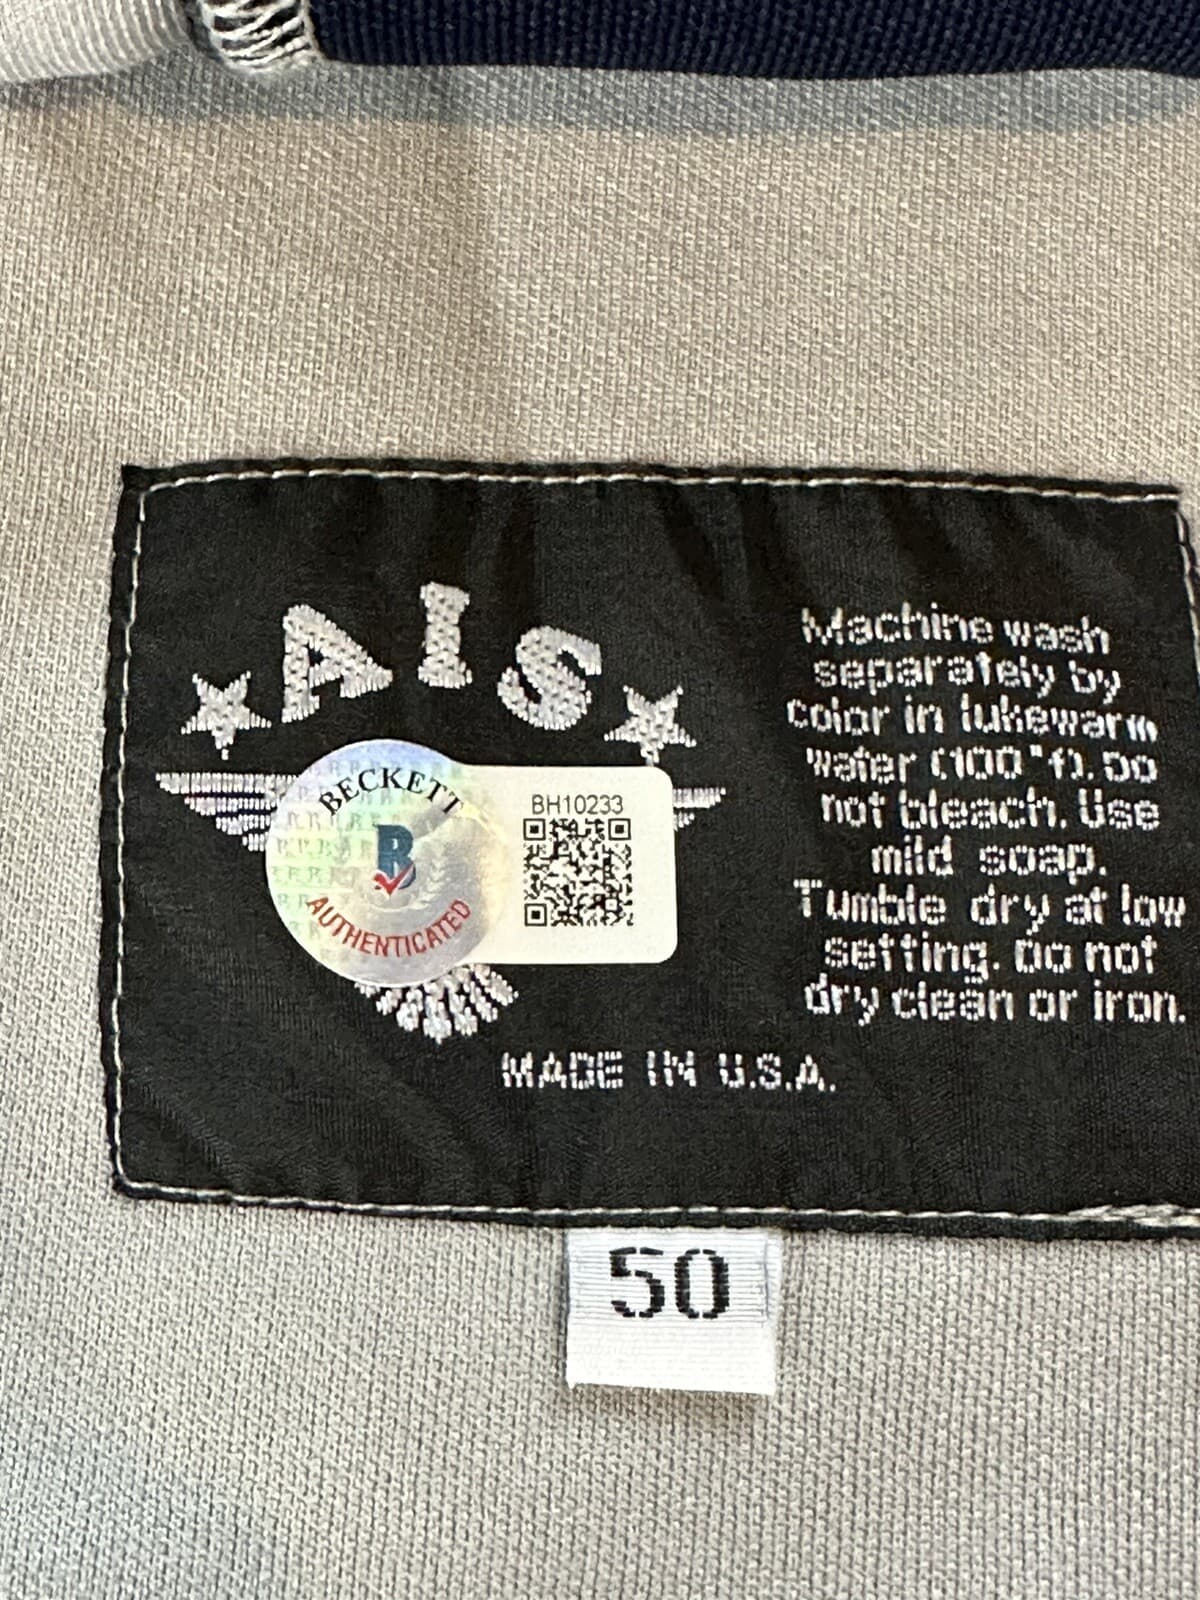 AIS
BECKETT
B
AUTHENTICATED
BH10233
Machine wash
separately by
color in lukewarm
water (100°f). Do
not bleach. Use
mild soap.
Tumble dry at low
setting. Do not
dry clean or iron.
MADE IN U.S.A.
50